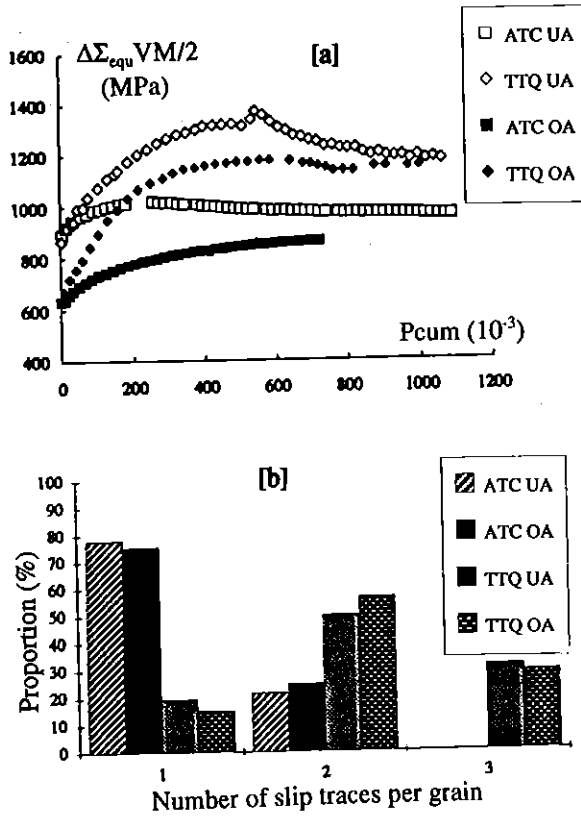 ΔΣequVM/2
(MPa)
[a]
1600
1400
1200
1000
800
600
400
Pcum (10-3)
0 200 400 600 800 1000 1200
ATC UA
TTQ UA
ATC OA
TTQ OA
[b]
Proportion (%)
100
90
80
70
60
50
40
30
20
10
0
1 2 3
Number of slip traces per grain
ATC UA
ATC OA
TTQ UA
TTQ OA